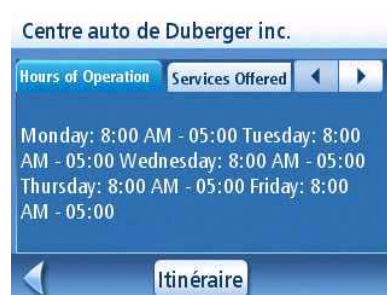 Centre auto de Duberger inc.
Hours of Operation Services Offered
Monday: 8:00 AM - 05:00 Tuesday: 8:00
AM - 05:00 Wednesday: 8:00 AM - 05:00
Thursday: 8:00 AM - 05:00 Friday: 8:00
AM - 05:00
Itinéraire